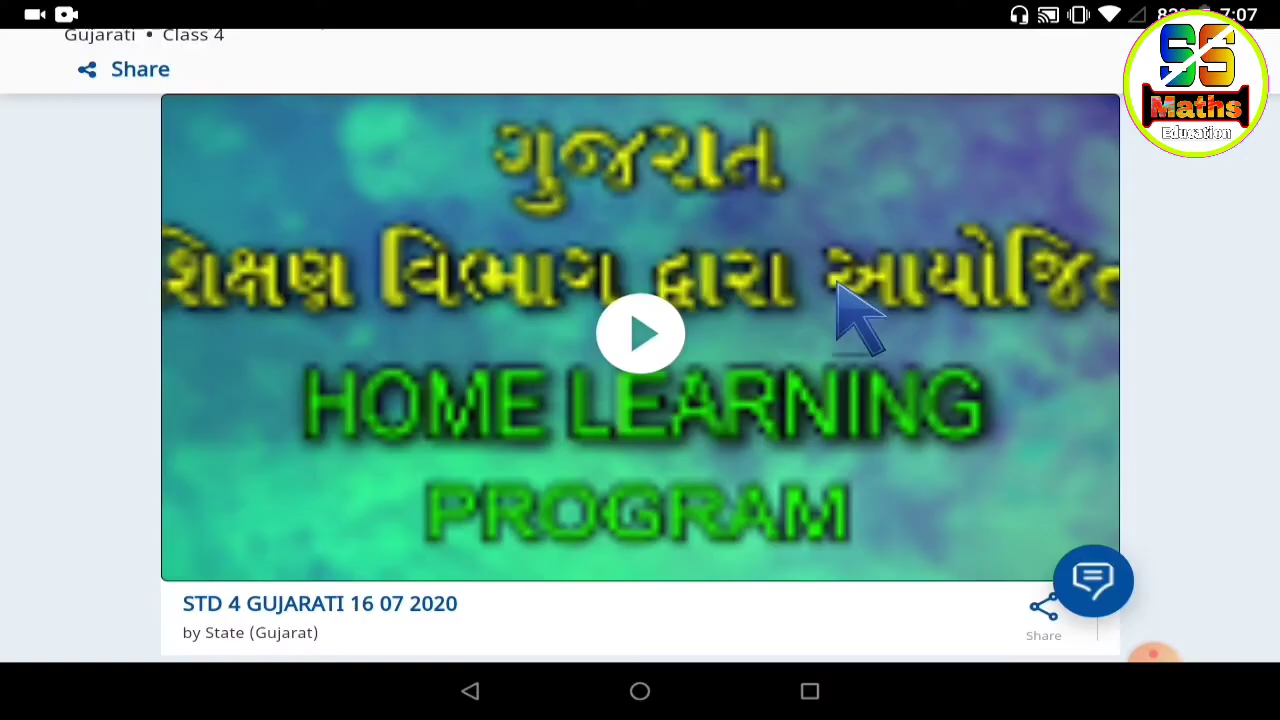 7:07
Gujarati • Class 4
Share
SS
Maths
Education
ગુજરાત
શિક્ષણ વિભાગ દ્વારા આયોજિત
HOME LEARNING
PROGRAM
STD 4 GUJARATI 16 07 2020
by State (Gujarat)
Share